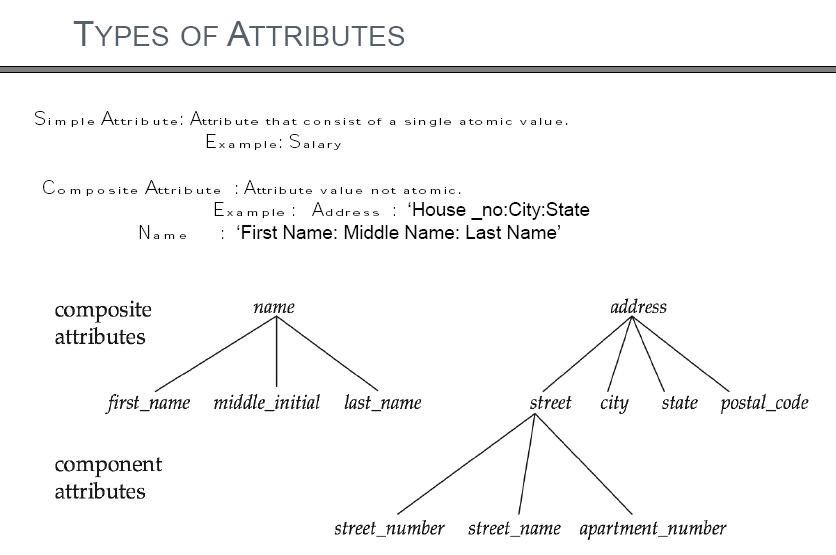 TYPES OF ATTRIBUTES
Simple Attribute: Attribute that consist of a single atomic value.
Example: Salary
Composite Attribute : Attribute value not atomic.
Example : Address : ‘House _no:City:State
Name : ‘First Name: Middle Name: Last Name’
composite attributes
name address
first_name middle_initial last_name street city state postal_code
component attributes
street_number street_name apartment_number